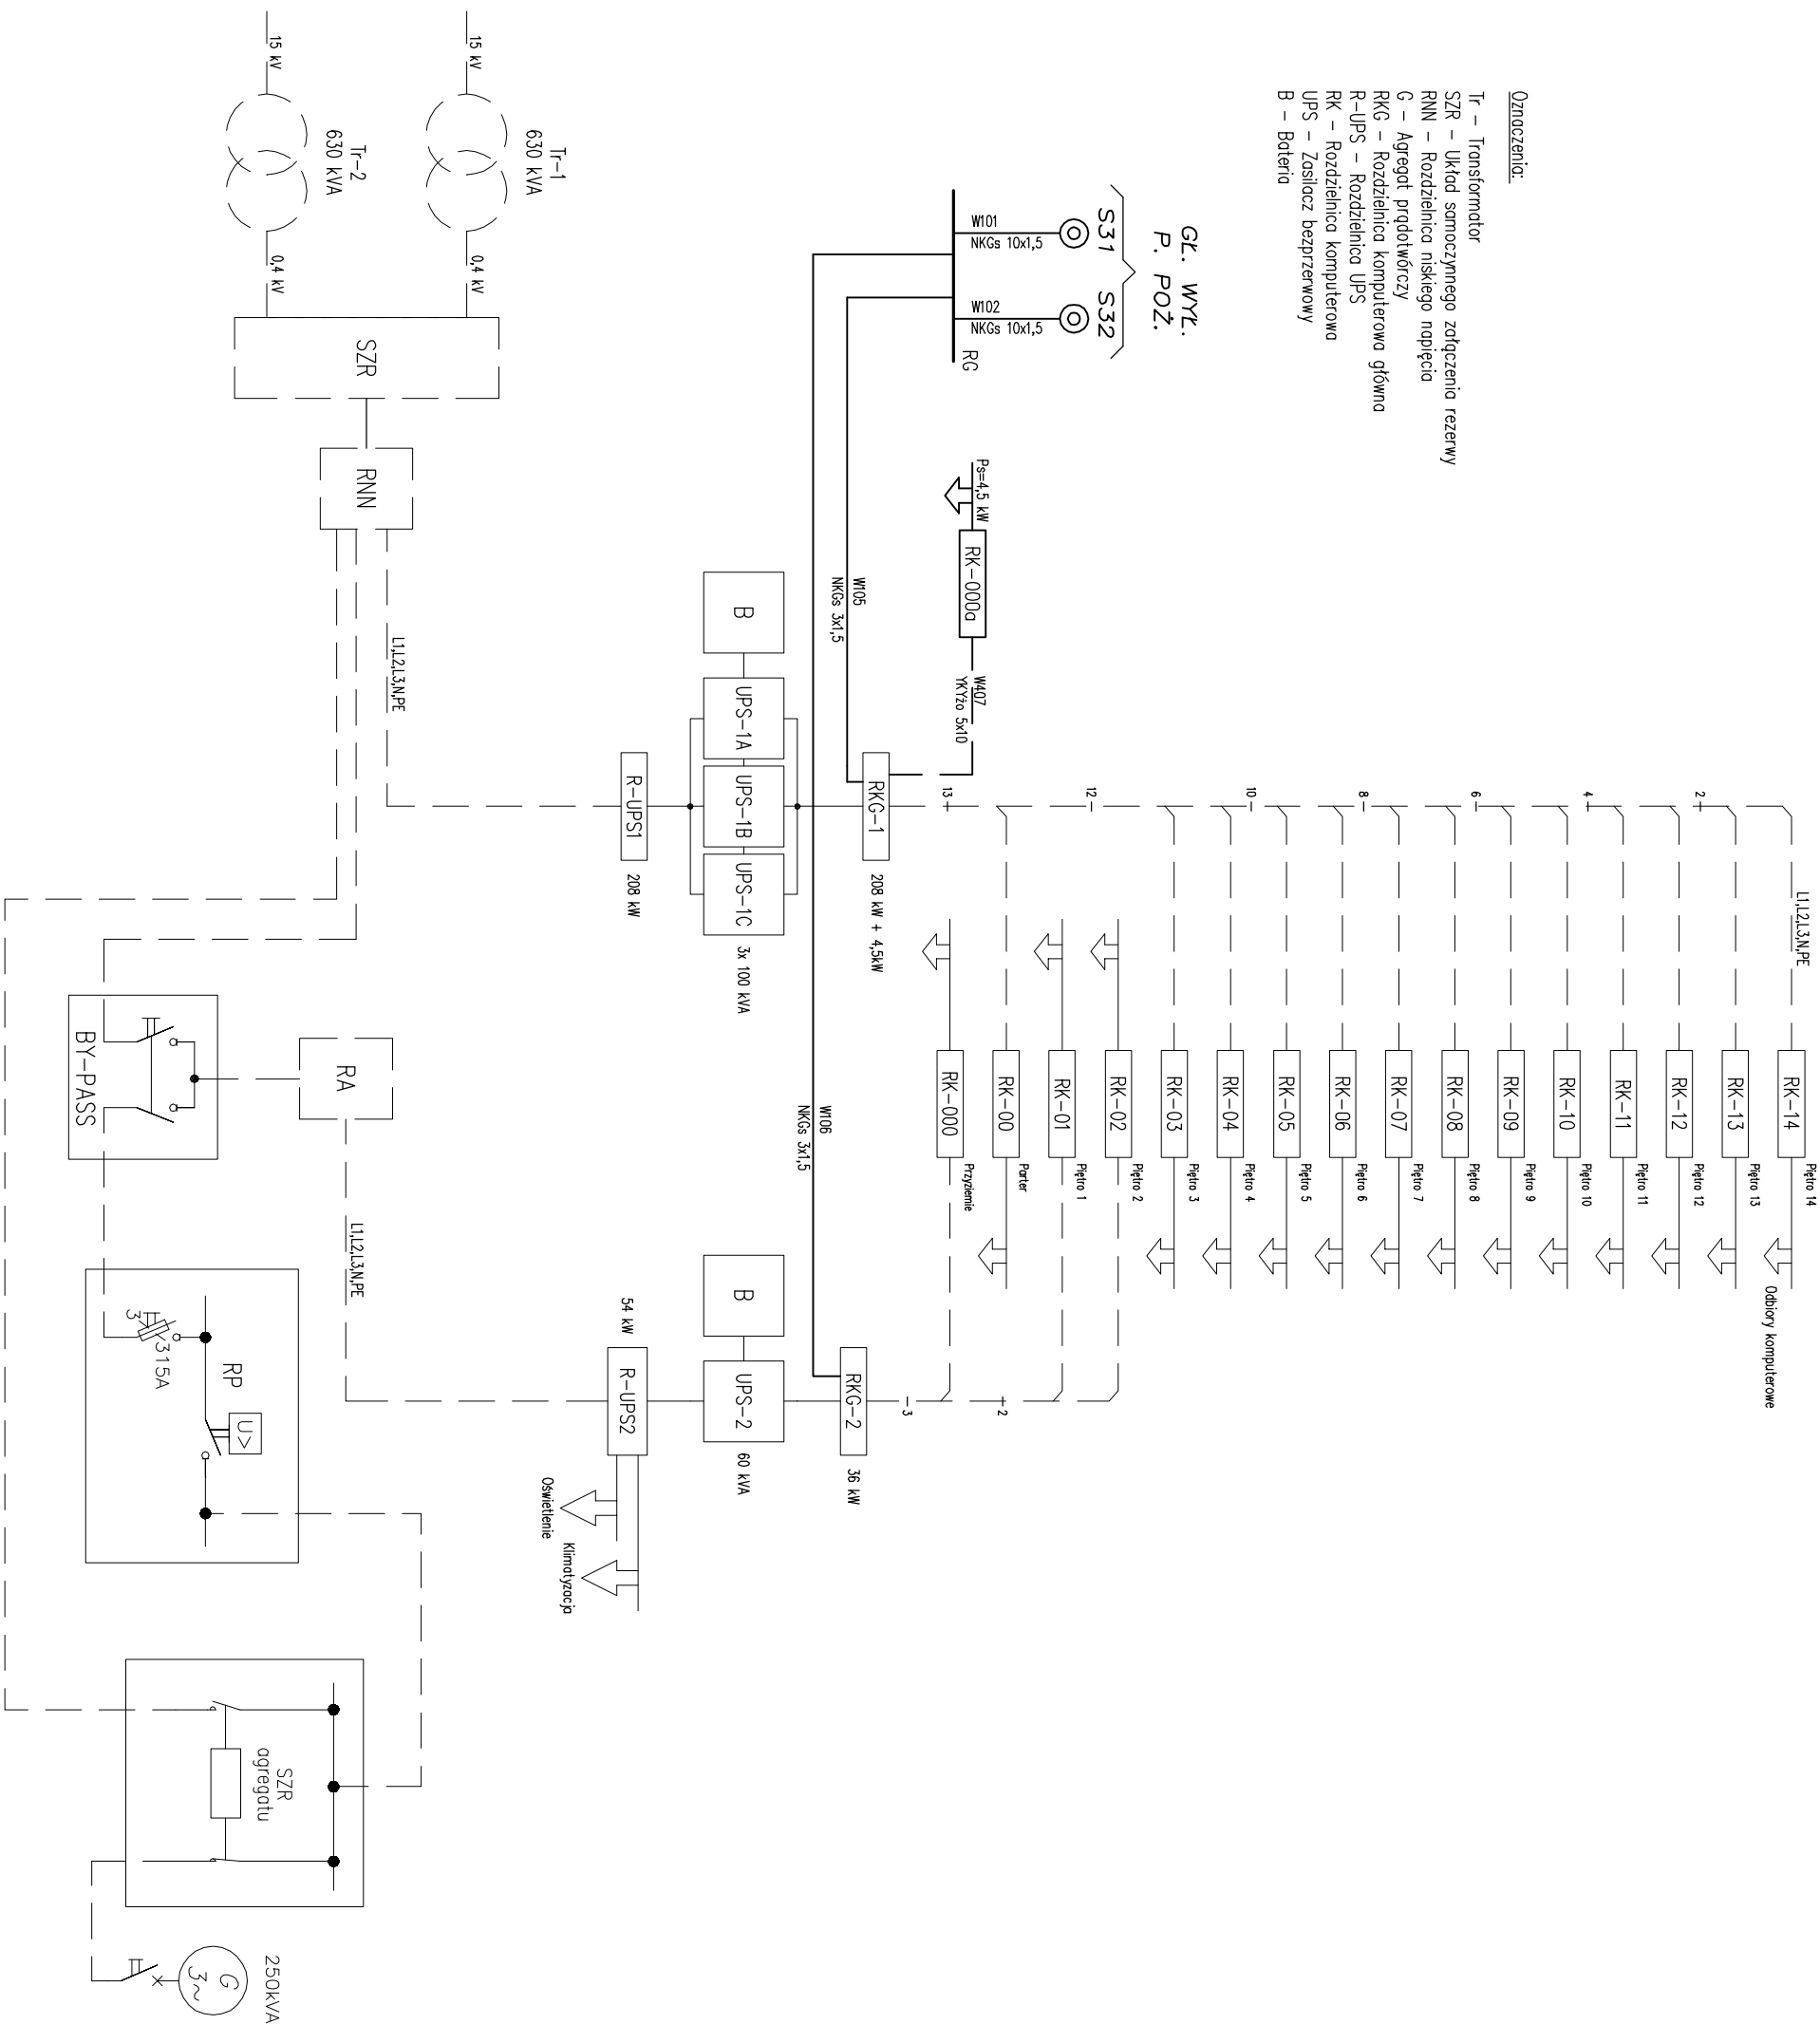 Oznaczenia:
Tr – Transformator
SZR – Układ samoczynnego załączenia rezerwy
RNN – Rozdzielnica niskiego napięcia
G – Agregat prądotwórczy
RKG – Rozdzielnica komputerowa główna
R-UPS – Rozdzielnica UPS
RK – Rozdzielnica komputerowa
UPS – Zasilacz bezprzerwowy
B – Bateria
GŁ. WYŁ.
P. POŻ.
S31
S32
W101
NKGs 10x1,5
W102
NKGs 10x1,5
RG
Ps=4,5 kW
RK-000a
W407
YKYżo 5x10
W105
NKGs 3x1,5
W106
NKGs 3x1,5
L1,L2,L3,N,PE
RK-14
Piętro 14
Odbiory komputerowe
RK-13
Piętro 13
2
RK-12
Piętro 12
RK-11
Piętro 11
4
RK-10
Piętro 10
RK-09
Piętro 9
6
RK-08
Piętro 8
RK-07
Piętro 7
8
RK-06
Piętro 6
RK-05
Piętro 5
10
RK-04
Piętro 4
RK-03
Piętro 3
RK-02
Piętro 2
12
RK-01
Piętro 1
RK-00
Parter
2
RK-000
Przyziemie
13
3
RKG-1
208 kW + 4,5kW
RKG-2
36 kW
B
UPS-1A
UPS-1B
UPS-1C
3x 100 kVA
B
UPS-2
60 kVA
R-UPS1
208 kW
54 kW
R-UPS2
Oświetlenie
Klimatyzacja
Tr-1
630 kVA
15 kV
0,4 kV
Tr-2
630 kVA
15 kV
0,4 kV
SZR
RNN
L1,L2,L3,N,PE
RA
L1,L2,L3,N,PE
BY-PASS
RP
U>
315A
3
SZR
agregatu
250kVA
G
3~